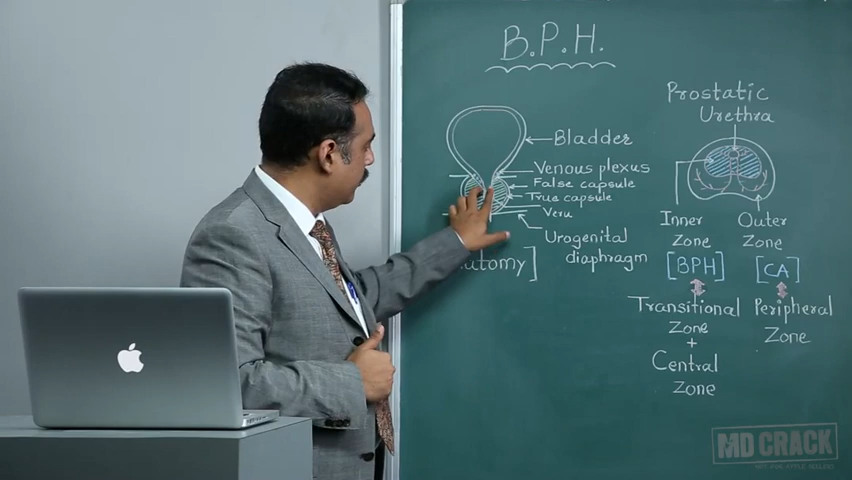 B.P.H.
Bladder
Venous plexus
False capsule
True capsule
Veru
Urogenital
diaphragm
Prostatic
Urethra
Inner
Zone
[BPH]
Transitional
Zone
+
Central
Zone
Outer
Zone
[CA]
Peripheral
Zone
MD CRACK